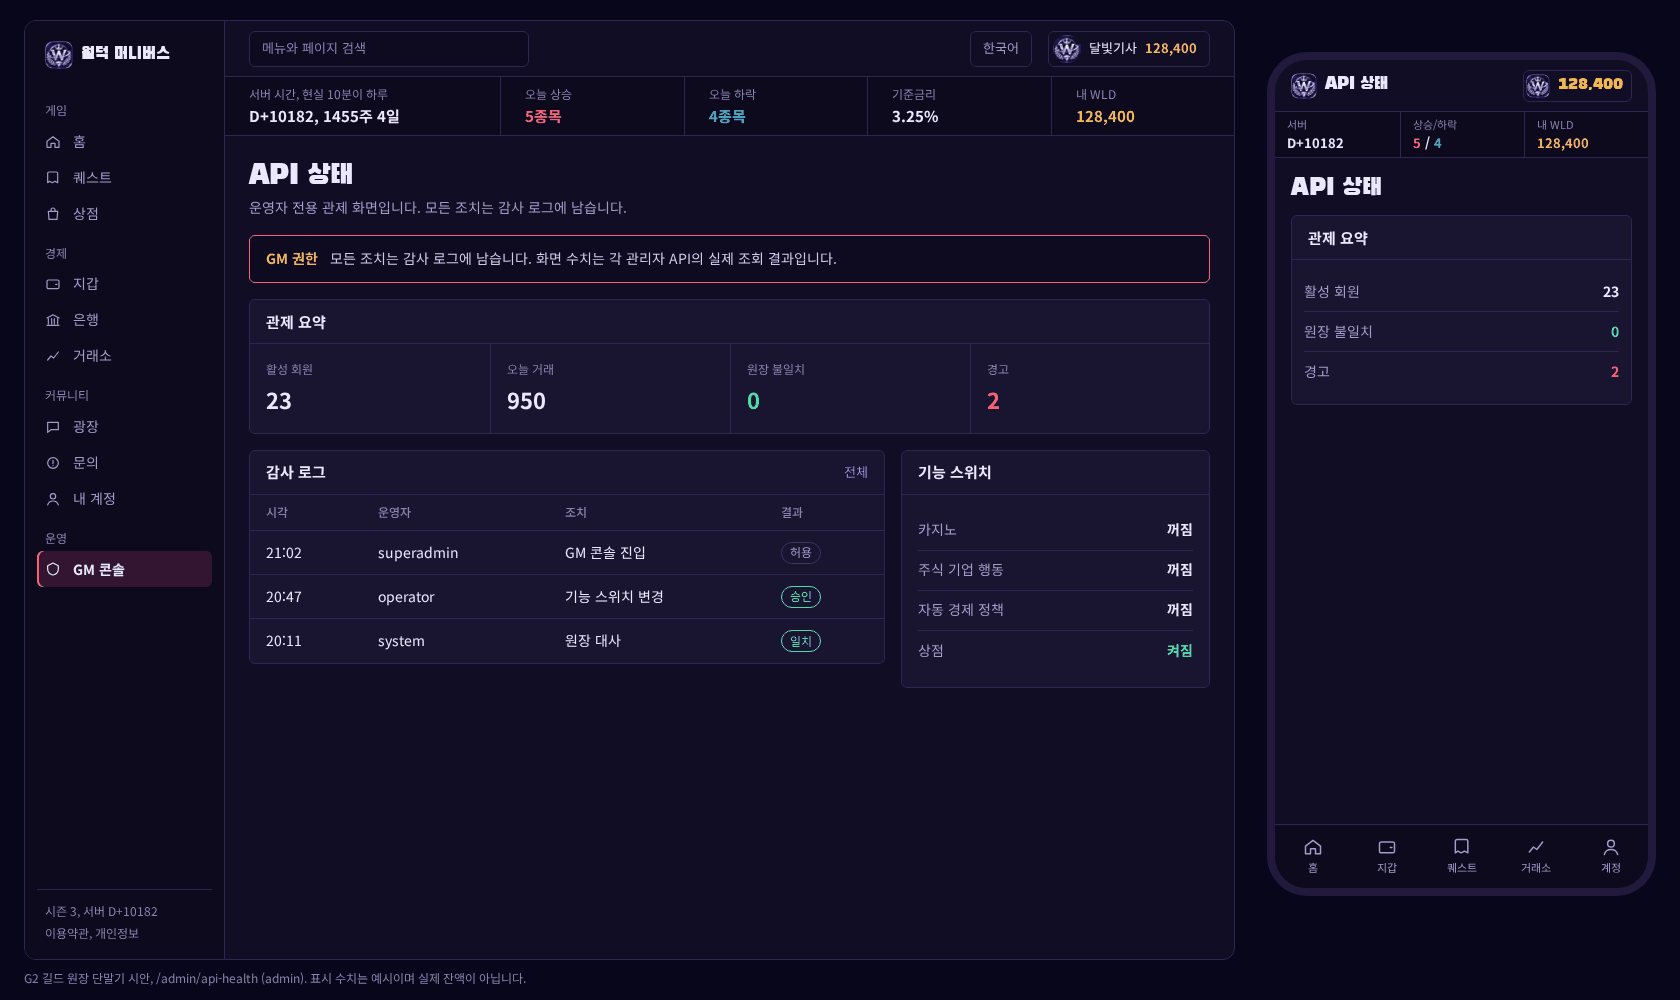 월덕 머니버스
게임
홈
퀘스트
상점
경제
지갑
은행
거래소
커뮤니티
광장
문의
내 계정
운영
GM 콘솔
시즌 3, 서버 D+10182
이용약관, 개인정보
메뉴와 페이지 검색
한국어
달빛기사 128,400
서버 시간, 현실 10분이 하루
D+10182, 1455주 4일
오늘 상승
5종목
오늘 하락
4종목
기준금리
3.25%
내 WLD
128,400
API 상태
운영자 전용 관제 화면입니다. 모든 조치는 감사 로그에 남습니다.
GM 권한 모든 조치는 감사 로그에 남습니다. 화면 수치는 각 관리자 API의 실제 조회 결과입니다.
관제 요약
활성 회원
23
오늘 거래
950
원장 불일치
0
경고
2
감사 로그 전체
시각 운영자 조치 결과
21:02 superadmin GM 콘솔 진입 허용
20:47 operator 기능 스위치 변경 승인
20:11 system 원장 대사 일치
기능 스위치
카지노 꺼짐
주식 기업 행동 꺼짐
자동 경제 정책 꺼짐
상점 켜짐
API 상태
128,400
서버
D+10182
상승/하락
5 / 4
내 WLD
128,400
API 상태
관제 요약
활성 회원 23
원장 불일치 0
경고 2
홈
지갑
퀘스트
거래소
계정
G2 길드 원장 단말기 시안, /admin/api-health (admin). 표시 수치는 예시이며 실제 잔액이 아닙니다.